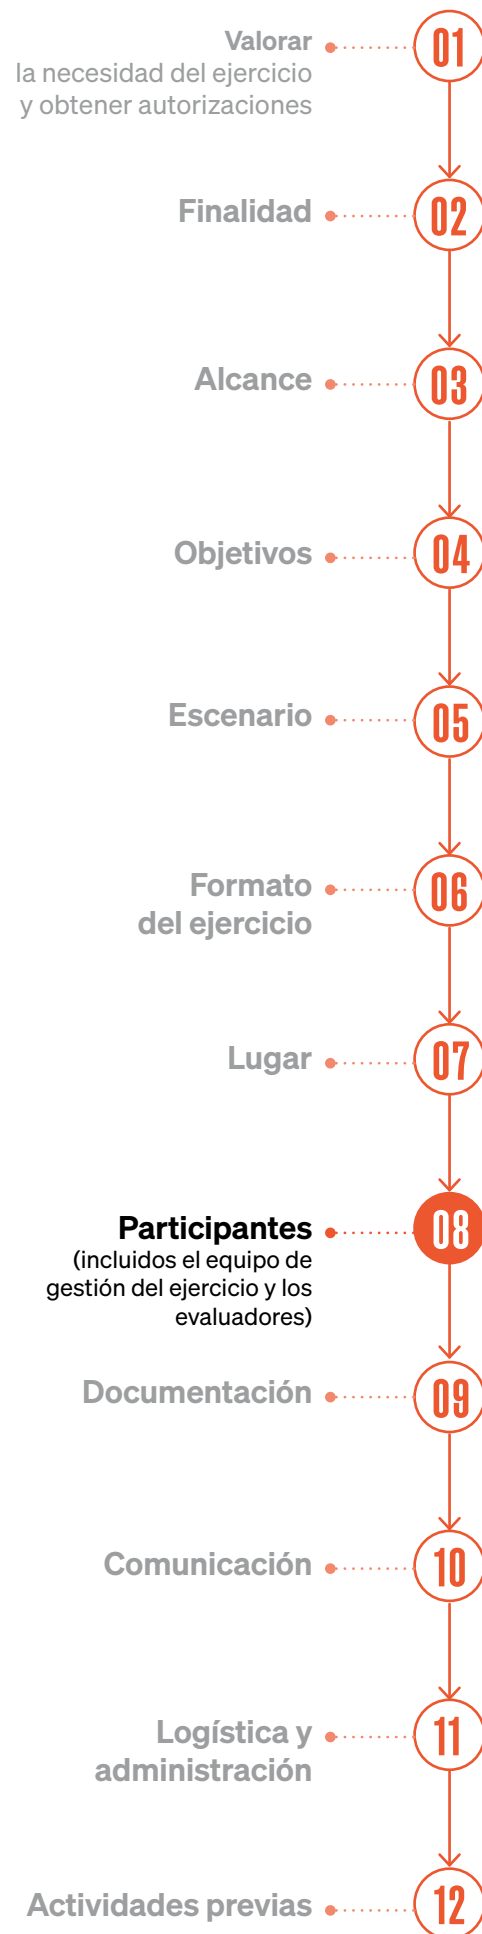 Valorar
01
la necesidad del ejercicio
y obtener autorizaciones
Finalidad
02
Alcance
03
Objetivos
04
Escenario
05
Formato
06
del ejercicio
Lugar
07
Participantes
08
(incluidos el equipo de
gestión del ejercicio y los
evaluadores)
Documentación
09
Comunicación
10
Logística y
11
administración
Actividades previas
12